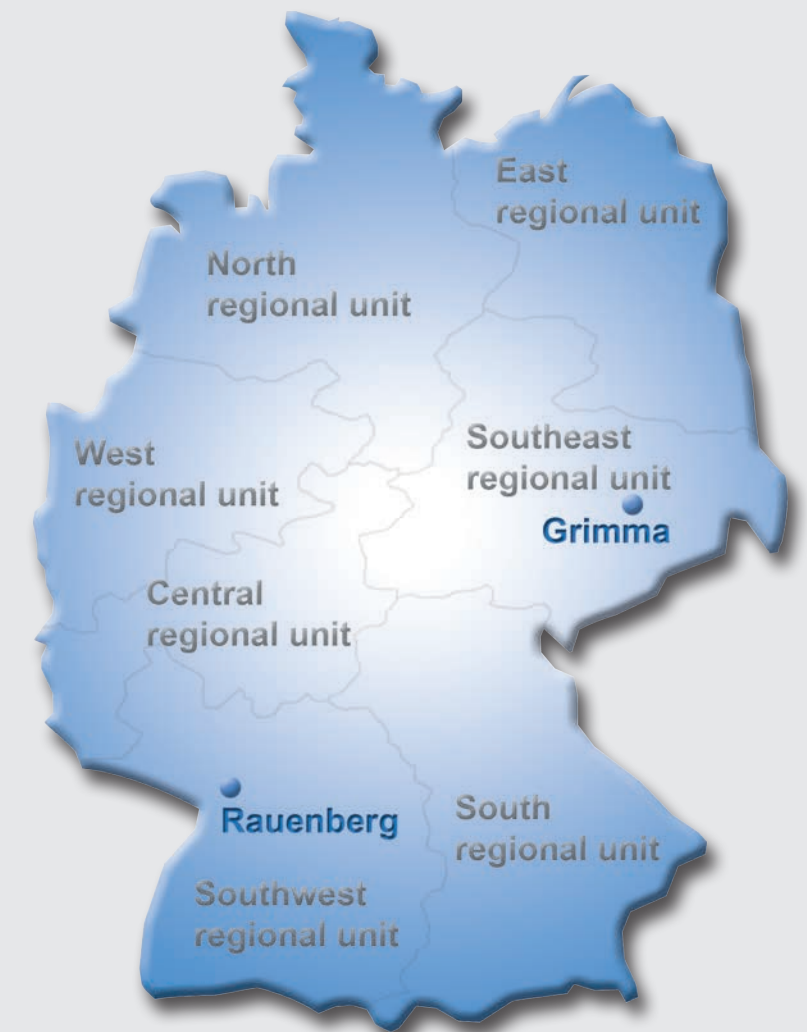 East
regional unit
North
regional unit
Southeast
regional unit
Grimma
West
regional unit
Central
regional unit
Rauenberg
South
regional unit
Southwest
regional unit